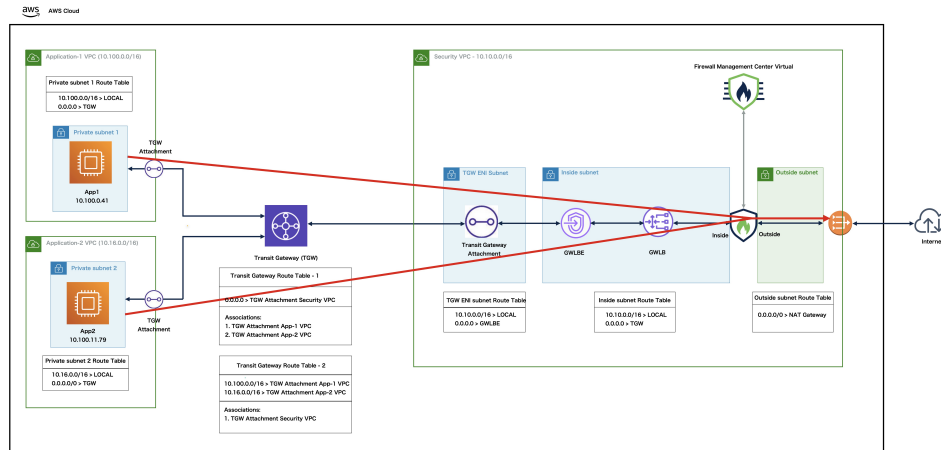 aws
AWS Cloud
Application-1 VPC (10.100.0.0/16)
Private subnet 1 Route Table
10.100.0.0/16 > LOCAL
0.0.0.0 > TGW
Private subnet 1
App1
10.100.0.41
TGW
Attachment
Application-2 VPC (10.16.0.0/16)
Private subnet 2
App2
10.100.11.79
TGW
Attachment
Private subnet 2 Route Table
10.16.0.0/16 > LOCAL
0.0.0.0/0 > TGW
Transit Gateway (TGW)
Transit Gateway Route Table - 1
0.0.0.0 > TGW Attachment Security VPC
Associations:
1. TGW Attachment App-1 VPC
2. TGW Attachment App-2 VPC
Transit Gateway Route Table - 2
10.100.0.0/16 > TGW Attachment App-1 VPC
10.16.0.0/16 > TGW Attachment App-2 VPC
Associations:
1. TGW Attachment Security VPC
Security VPC - 10.10.0.0/16
Firewall Management Center Virtual
TGW ENI Subnet
Transit Gateway
Attachment
Inside subnet
GWLBE
GWLB
Inside
Outside
Outside subnet
TGW ENI subnet Route Table
10.10.0.0/16 > LOCAL
0.0.0.0 > GWLBE
Inside subnet Route Table
10.10.0.0/16 > LOCAL
0.0.0.0 > TGW
Outside subnet Route Table
0.0.0.0/0 > NAT Gateway
Interne